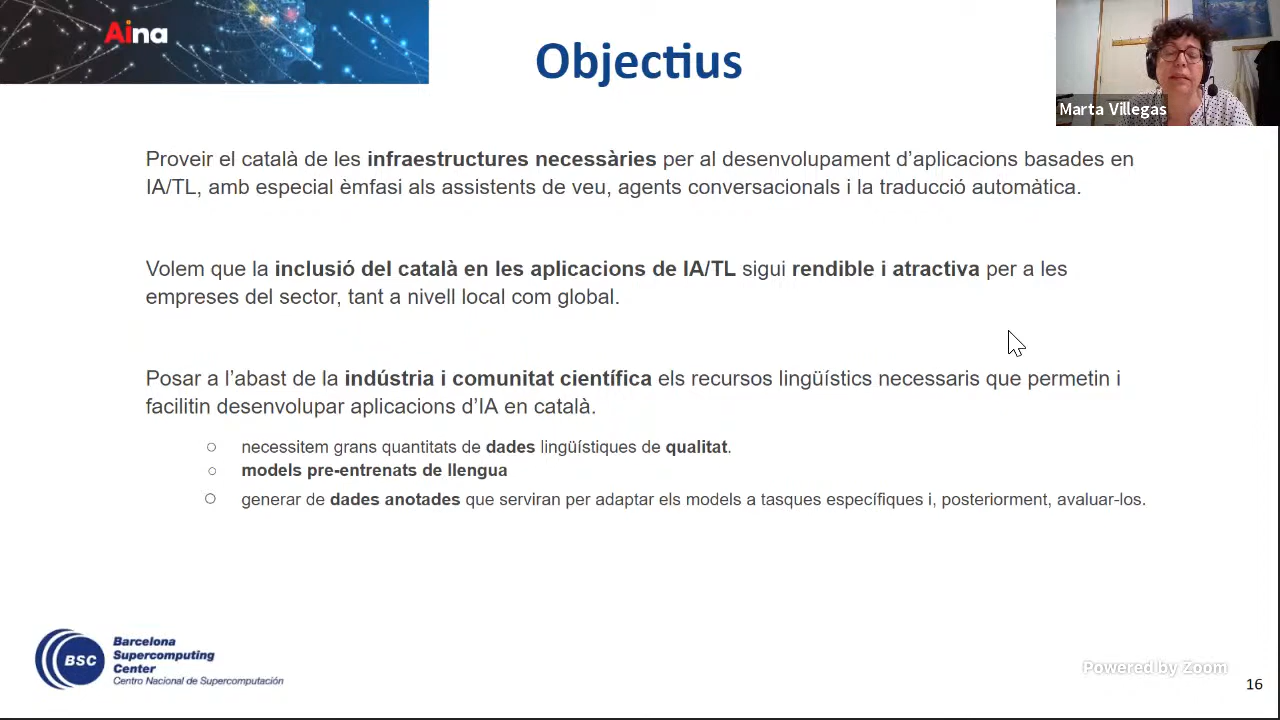 Aina
Objectius
Marta Villegas
Proveir el català de les infraestructures necessàries per al desenvolupament d’aplicacions basades en
IA/TL, amb especial èmfasi als assistents de veu, agents conversacionals i la traducció automàtica.
Volem que la inclusió del català en les aplicacions de IA/TL sigui rendible i atractiva per a les
empreses del sector, tant a nivell local com global.
Posar a l’abast de la indústria i comunitat científica els recursos lingüístics necessaris que permetin i
facilitin desenvolupar aplicacions d’IA en català.
○ necessitem grans quantitats de dades lingüístiques de qualitat.
○ models pre-entrenats de llengua
○ generar de dades anotades que serviran per adaptar els models a tasques específiques i, posteriorment, avaluar-los.
BSC
Barcelona
Supercomputing
Center
Centro Nacional de Supercomputación
Powered by Zoom
16